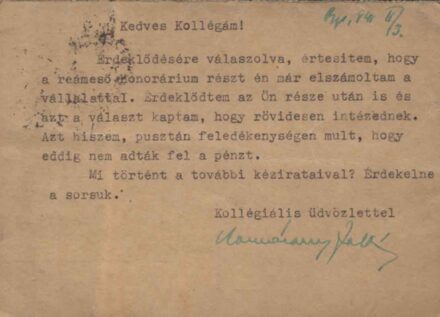 Kedves Kollégám!
Érdeklődésére válaszolva, értesitem, hogy
a reámeső honorárium részt én már elszámoltam a
vállalattal. Érdeklődtem az Ön része után is és
azt a választ kaptam, hogy rövidesen intézednek.
Azt hiszem, pusztán feledékenységen mult, hogy
eddig nem adták fel a pénzt.
Mi történt a további kézirataival? Érdekelne
a sorsuk.
Kollégiális üdvözlettel